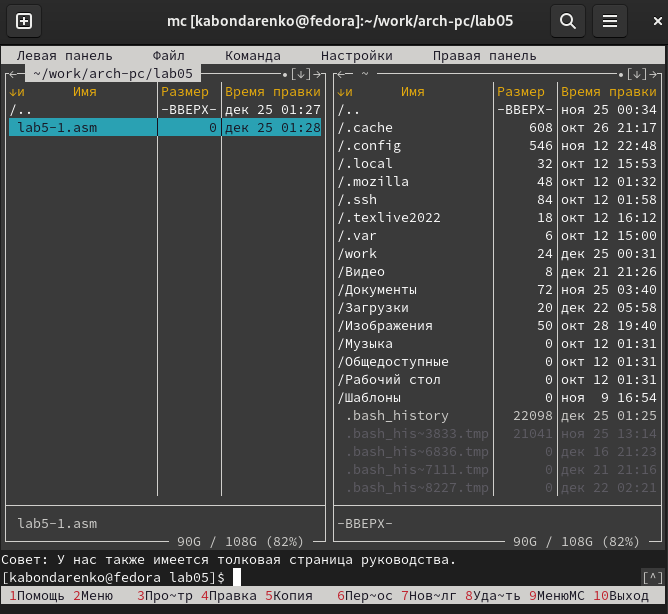 mc [kabondarenko@fedora]:~/work/arch-pc/lab05
Левая панель Файл Команда Настройки Правая панель
~/work/arch-pc/lab05 •[↓] ~ •[↓]
↓и Имя Размер Время правки ↓и Имя Размер Время правки
/.. -ВВЕРХ- дек 25 01:27 /.. -ВВЕРХ- ноя 25 00:34
lab5-1.asm 0 дек 25 01:28 /.cache 608 окт 26 21:17
/.config 546 ноя 12 22:48
/.local 32 окт 12 15:53
/.mozilla 48 окт 12 01:32
/.ssh 84 окт 12 01:58
/.texlive2022 18 окт 12 16:12
/.var 6 окт 12 15:00
/work 24 дек 25 00:31
/Видео 8 дек 21 21:26
/Документы 72 ноя 25 03:40
/Загрузки 20 дек 22 05:58
/Изображения 50 окт 28 19:40
/Музыка 0 окт 12 01:31
/Общедоступные 0 окт 12 01:31
/Рабочий стол 0 окт 12 01:31
/Шаблоны 0 ноя 9 16:54
.bash_history 22098 дек 25 01:25
.bash_his~3833.tmp 21041 ноя 25 13:14
.bash_his~6836.tmp 0 дек 16 21:23
.bash_his~7111.tmp 0 дек 21 21:16
.bash_his~8227.tmp 0 дек 22 02:21
lab5-1.asm -ВВЕРХ-
90G / 108G (82%) 90G / 108G (82%)
Совет: У нас также имеется толковая страница руководства.
[kabondarenko@fedora lab05]$ [^]
1Помощь 2Меню 3Про~тр 4Правка 5Копия 6Пер~ос 7Нов~лг 8Уда~ть 9МенюМС 10Выход